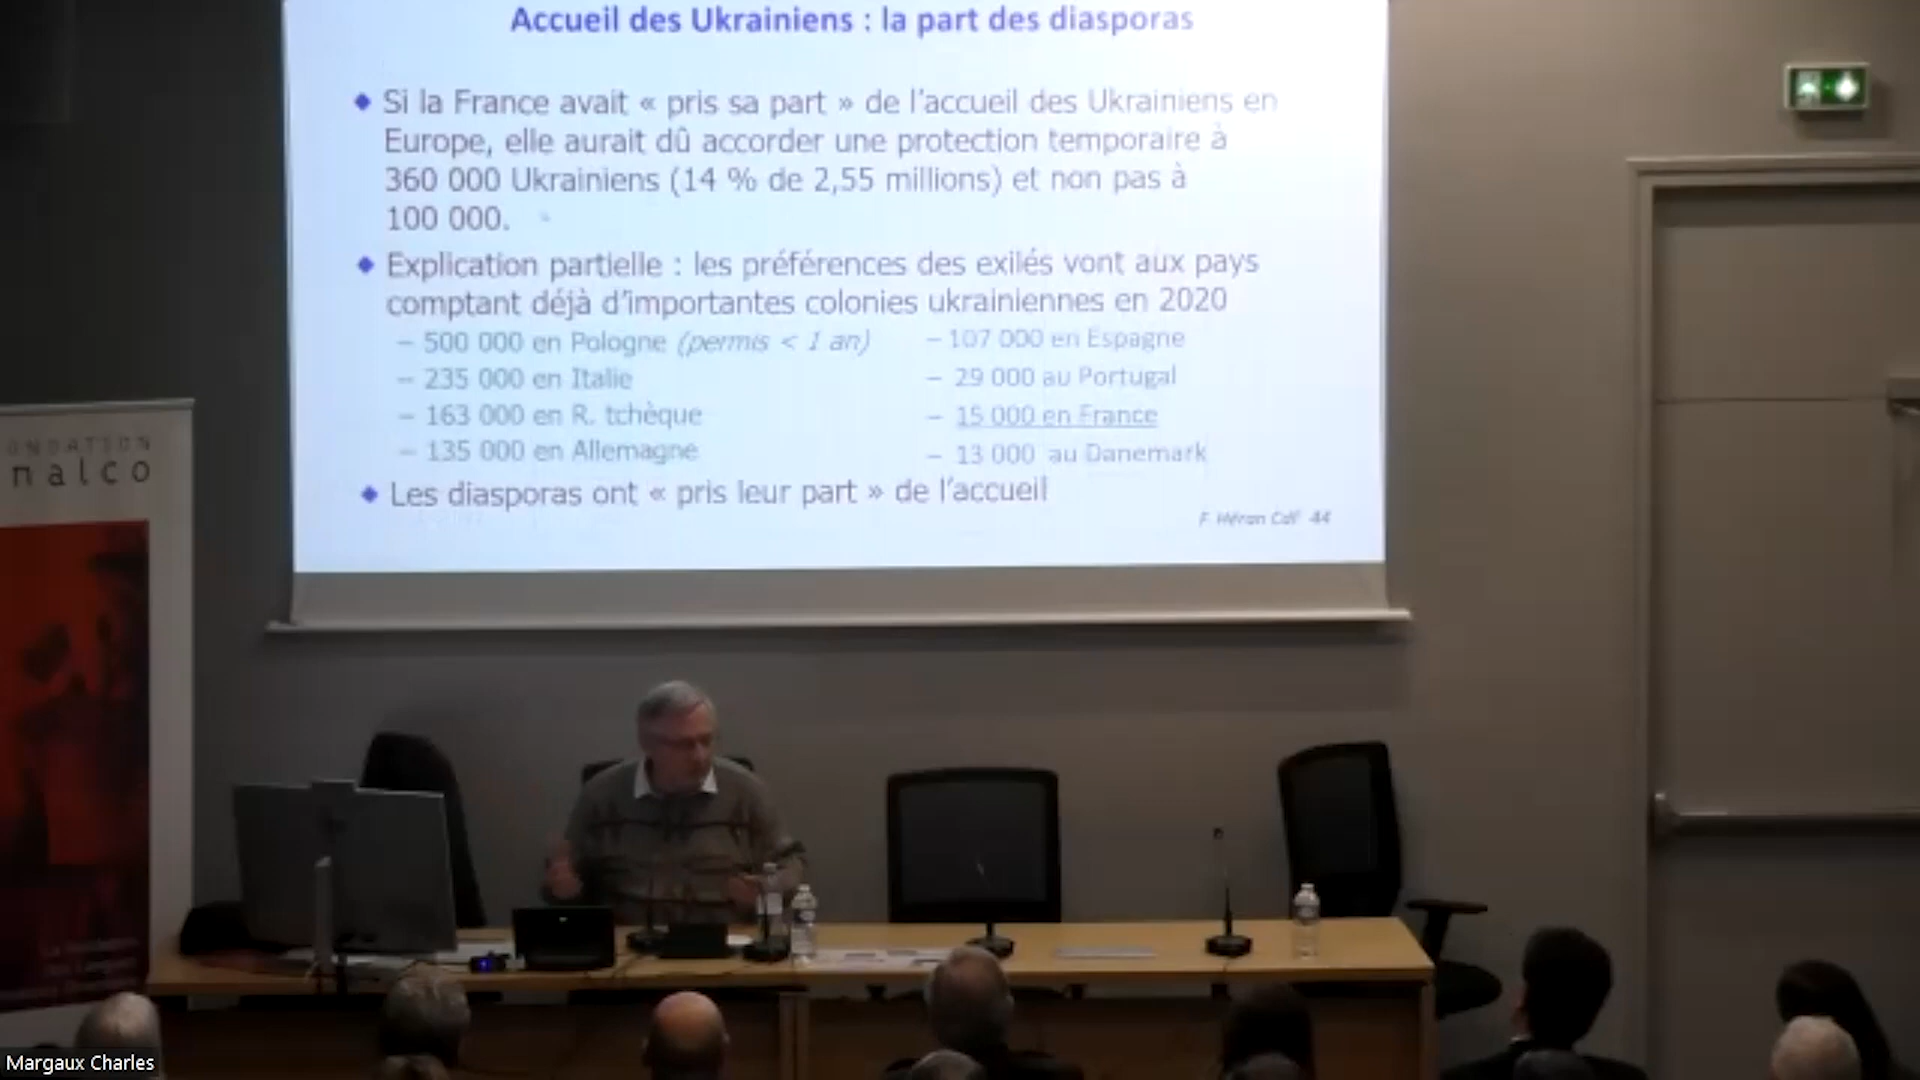 Accueil des Ukrainiens : la part des diasporas
◆ Si la France avait « pris sa part » de l'accueil des Ukrainiens en
Europe, elle aurait dû accorder une protection temporaire à
360 000 Ukrainiens (14 % de 2,55 millions) et non pas à
100 000.
◆ Explication partielle : les préférences des exilés vont aux pays
comptant déjà d'importantes colonies ukrainiennes en 2020
– 500 000 en Pologne (permis < 1 an)
– 235 000 en Italie
– 163 000 en R. tchèque
– 135 000 en Allemagne
– 107 000 en Espagne
– 29 000 au Portugal
– 15 000 en France
– 13 000 au Danemark
◆ Les diasporas ont « pris leur part » de l'accueil
F. Héran CdF 44
ONDATION
nalco
Margaux Charles